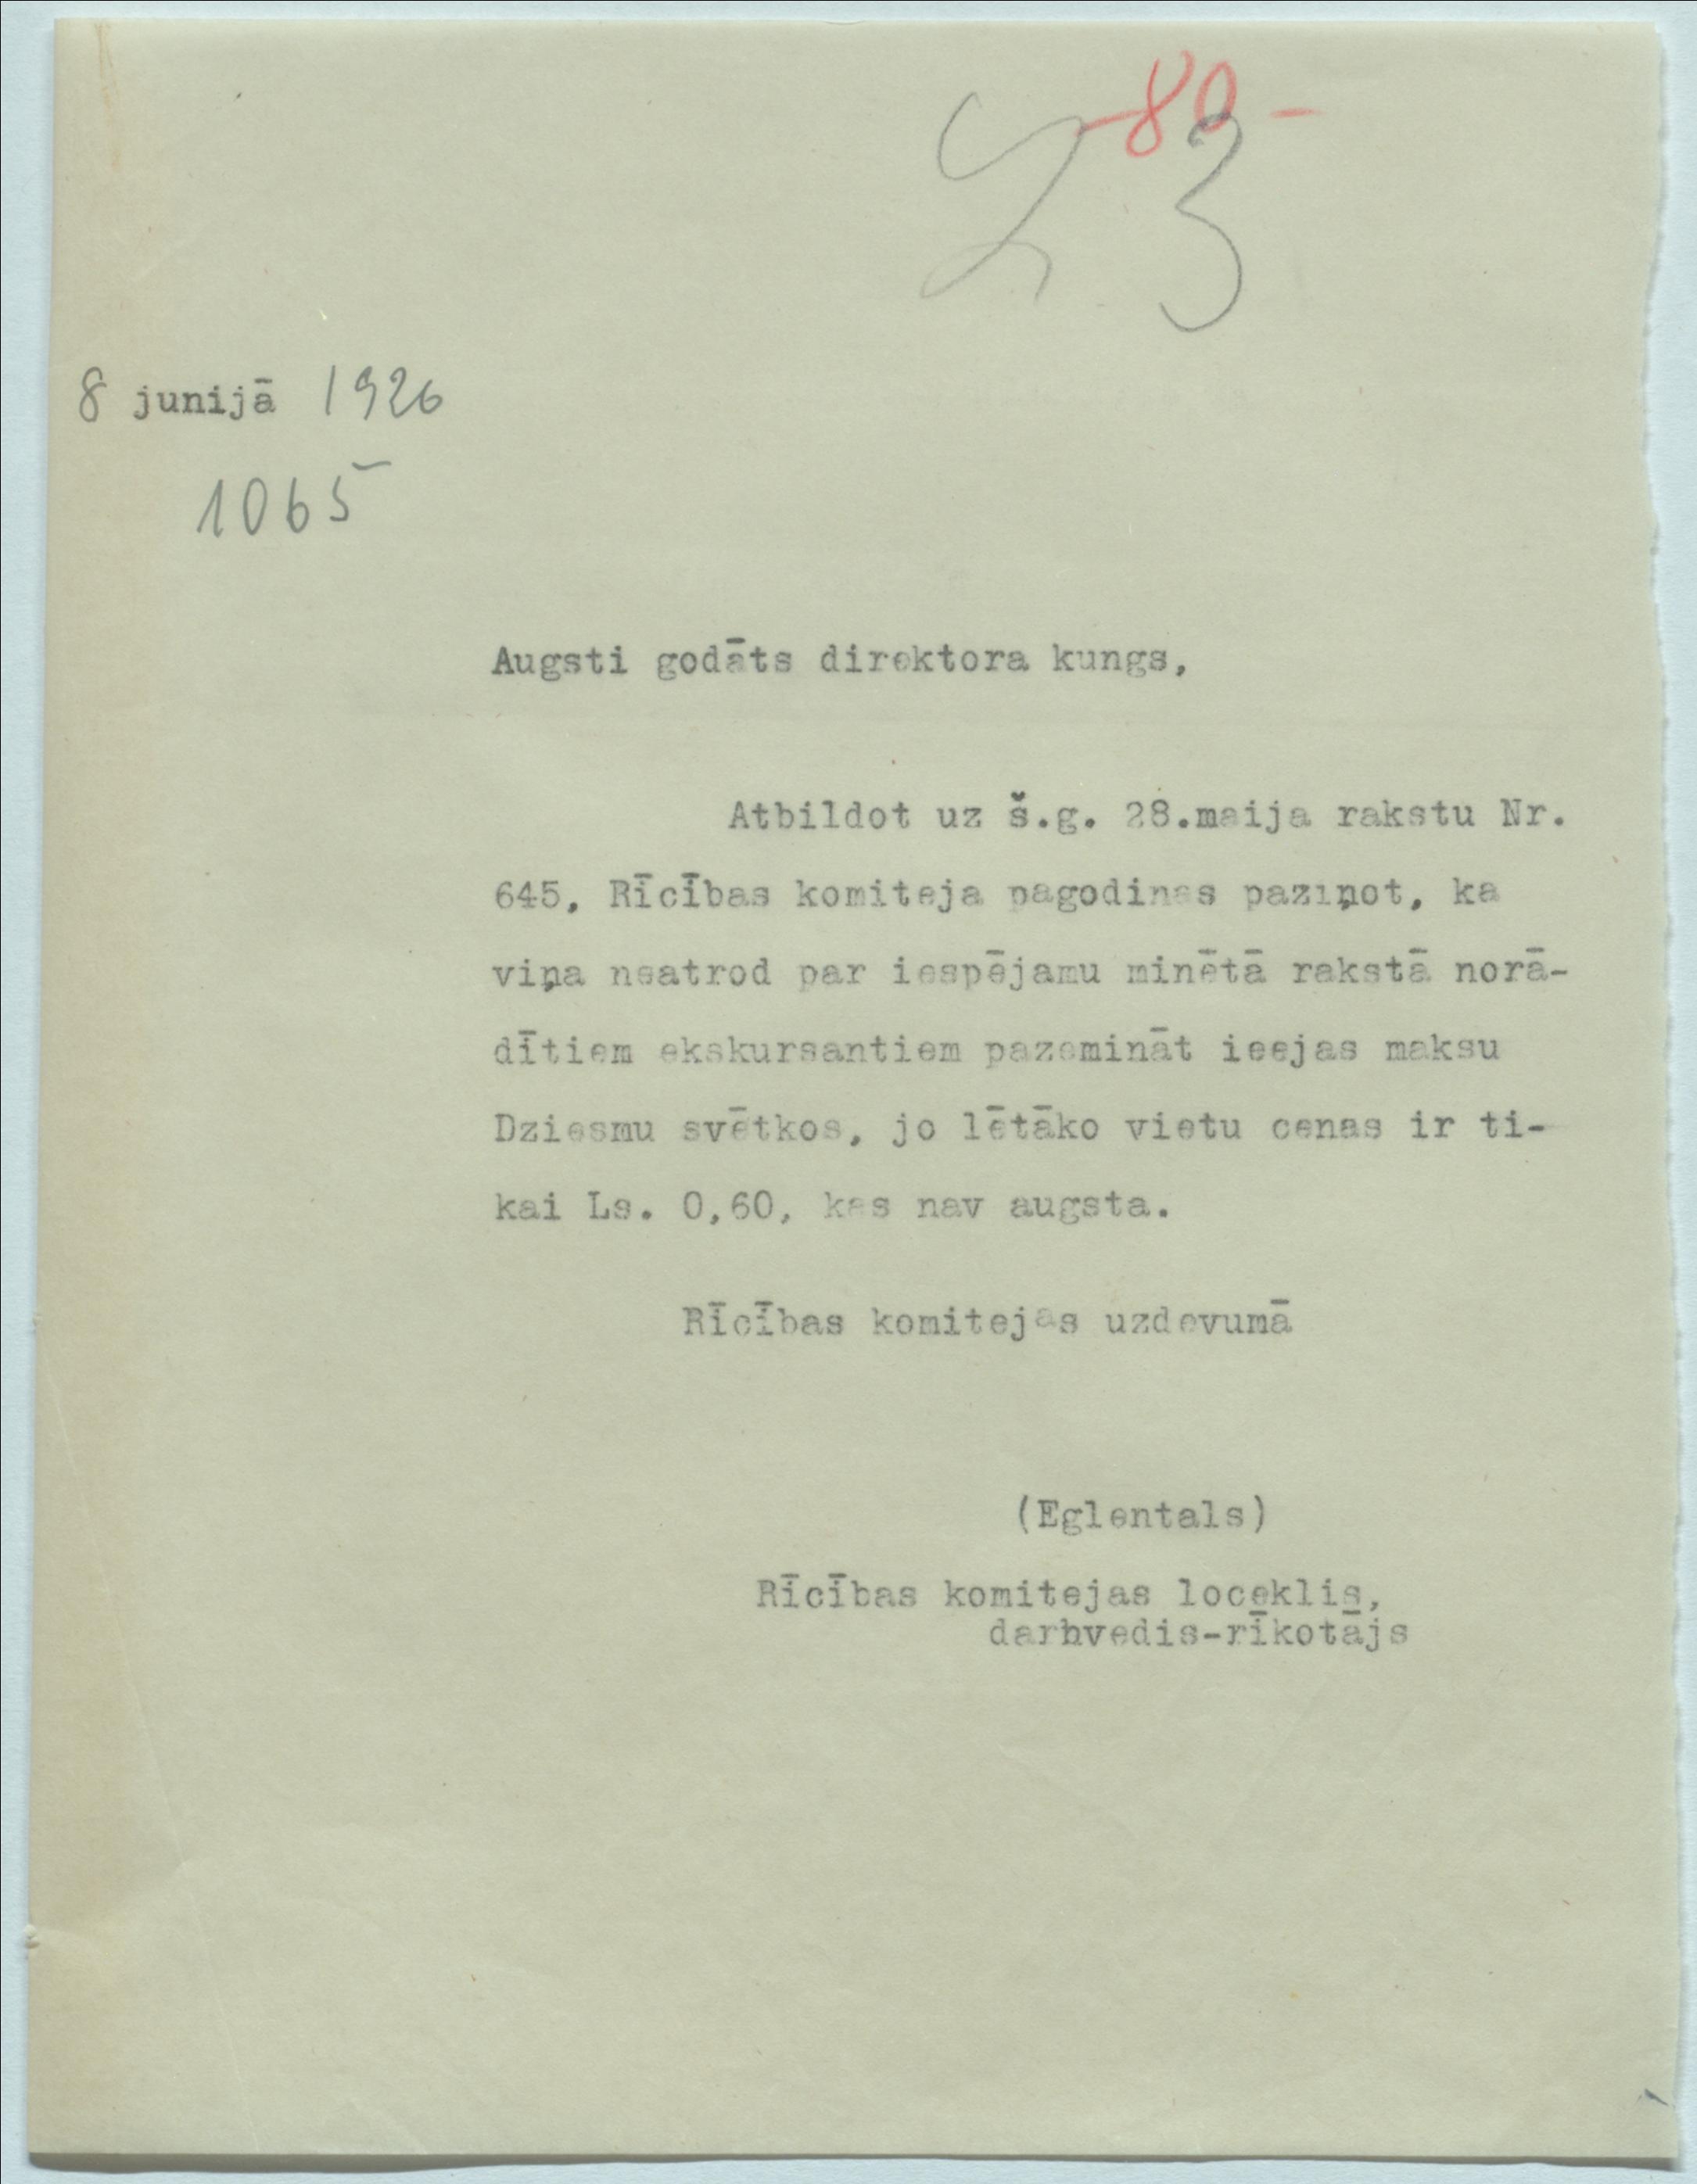 -80-
23
8 junijā 1926
1065
Augsti godāts direktora kungs,
Atbildot uz š.g. 28.maija rakstu Nr.
645, Rīcības komiteja pagodinas paziņot, ka
viņa neatrod par iespējamu minētā rakstā norā-
dītiem ekskursantiem pazemināt ieejas maksu
Dziesmu svētkos, jo lētāko vietu cenas ir ti-
kai Ls. 0,60, kas nav augsta.
Rīcības komitejas uzdevumā
(Eglentals)
Rīcības komitejas loceklis,
darhvedis-rīkotājs